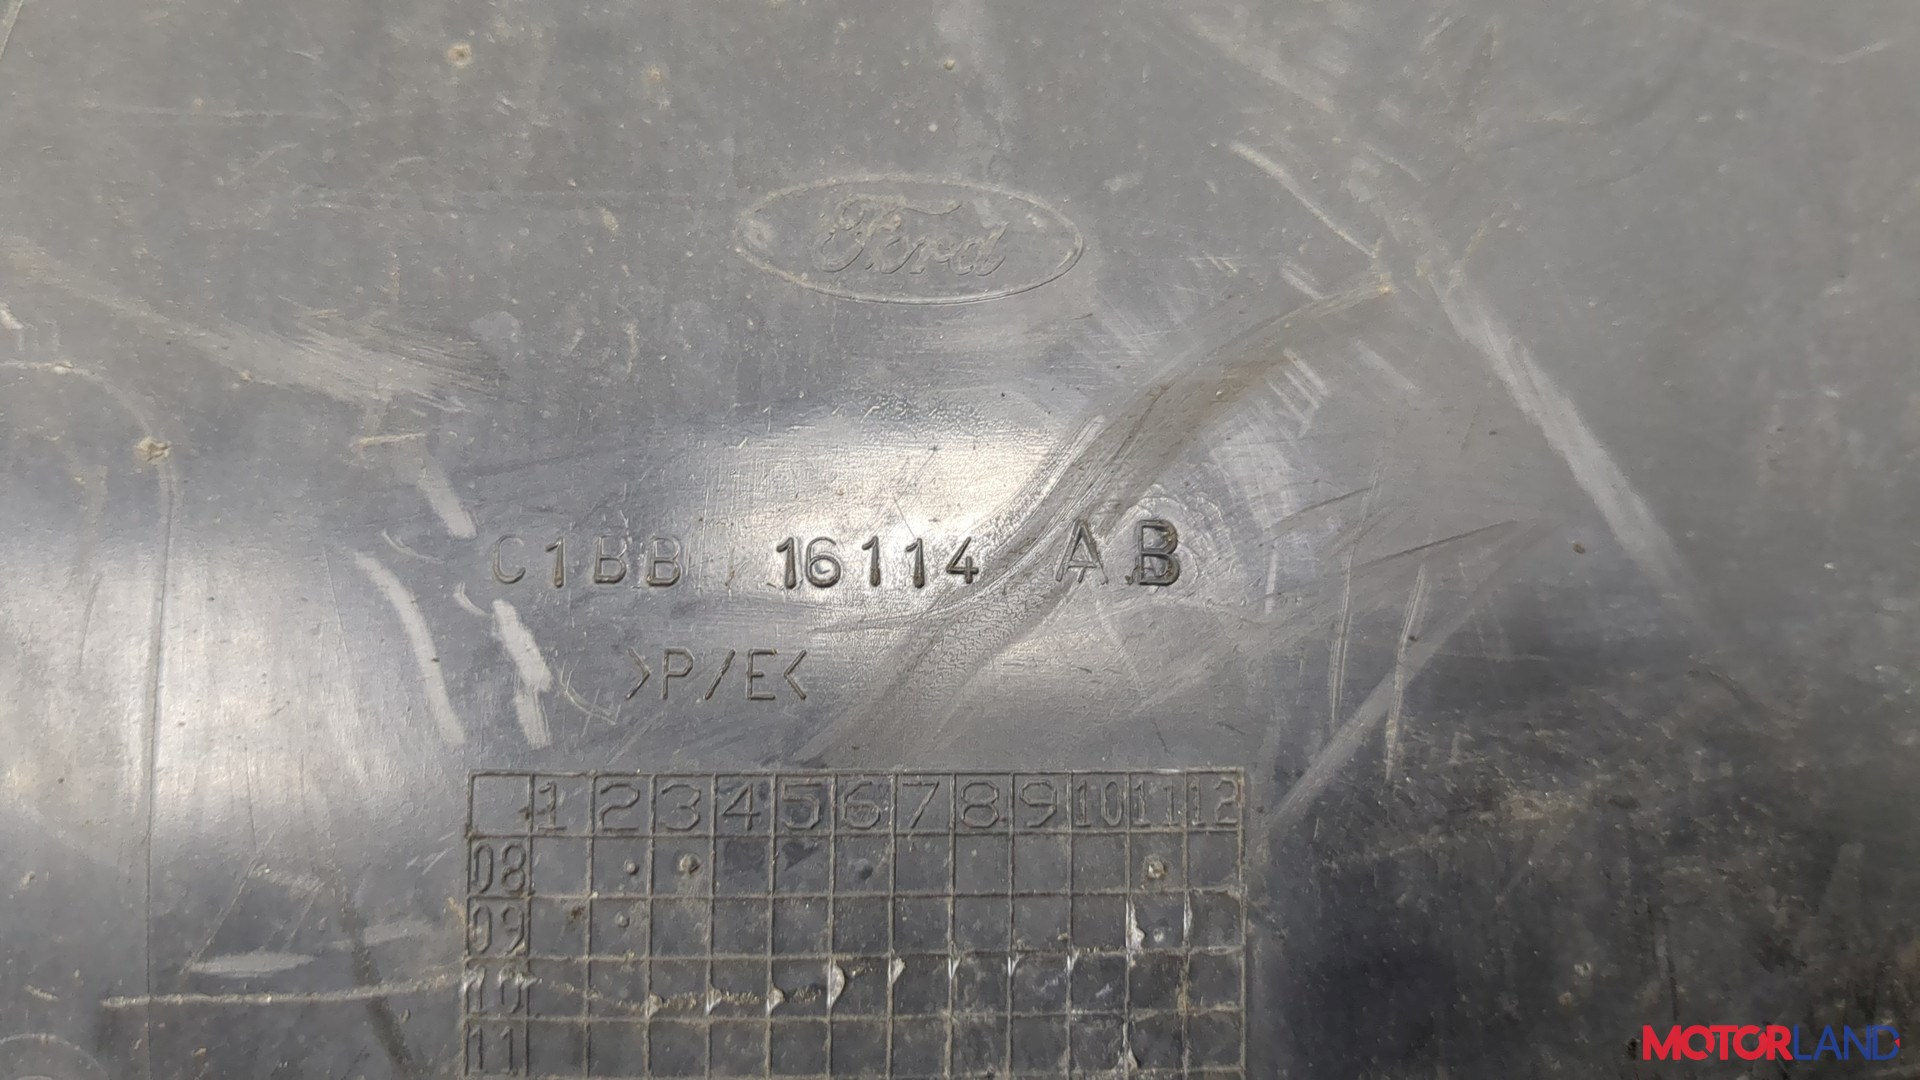 Ford
C1BB 16114 AB
>P/E<
1 2 3 4 5 6 7 8 9 10 11 12
08
09
10
11
MOTORLAND